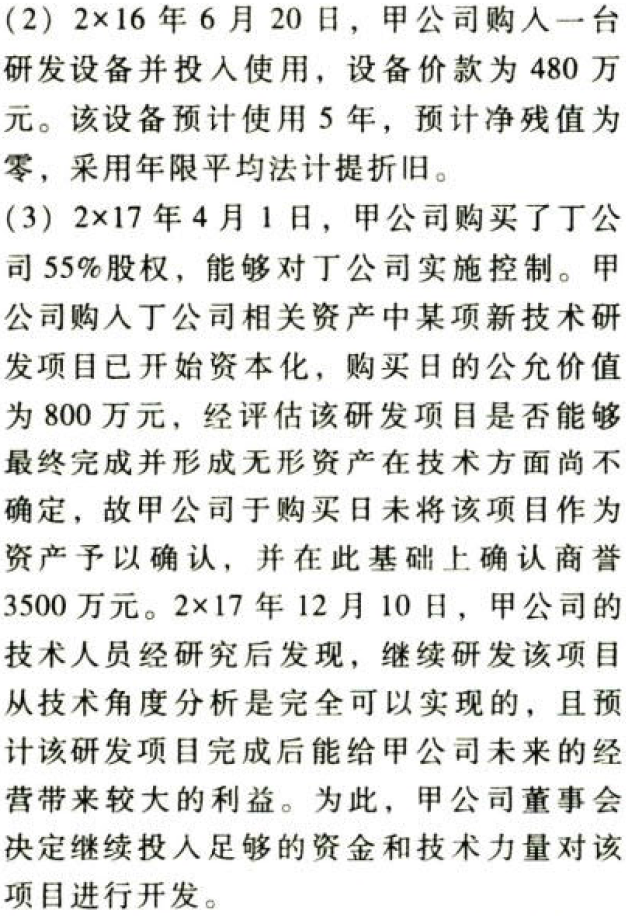 (2) 2×16 年 6 月 20 日，甲公司购入一台
研发设备并投入使用，设备价款为 480 万
元。该设备预计使用 5 年，预计净残值为
零，采用年限平均法计提折旧。
(3) 2×17 年 4 月 1 日，甲公司购买了丁公
司 55%股权，能够对丁公司实施控制。甲
公司购入丁公司相关资产中某项新技术研
发项目已开始资本化，购买日的公允价值
为 800 万元，经评估该研发项目是否能够
最终完成并形成无形资产在技术方面尚不
确定，故甲公司于购买日未将该项目作为
资产予以确认，并在此基础上确认商誉
3500 万元。2×17 年 12 月 10 日，甲公司的
技术人员经研究后发现，继续研发该项目
从技术角度分析是完全可以实现的，且预
计该研发项目完成后能给甲公司未来的经
营带来较大的利益。为此，甲公司董事会
决定继续投入足够的资金和技术力量对该
项目进行开发。